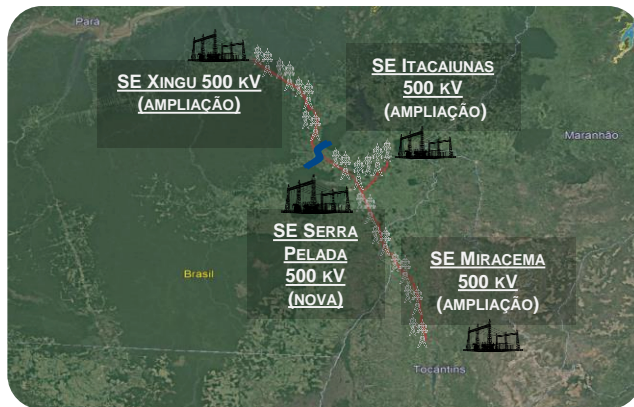 Pará
SE XINGU 500 KV
(AMPLIAÇÃO)
SE ITACAIUNAS
500 KV
(AMPLIAÇÃO)
Maranhão
SE SERRA
PELADA
500 KV
(NOVA)
Brasil
SE MIRACEMA
500 KV
(AMPLIAÇÃO)
Tocantins